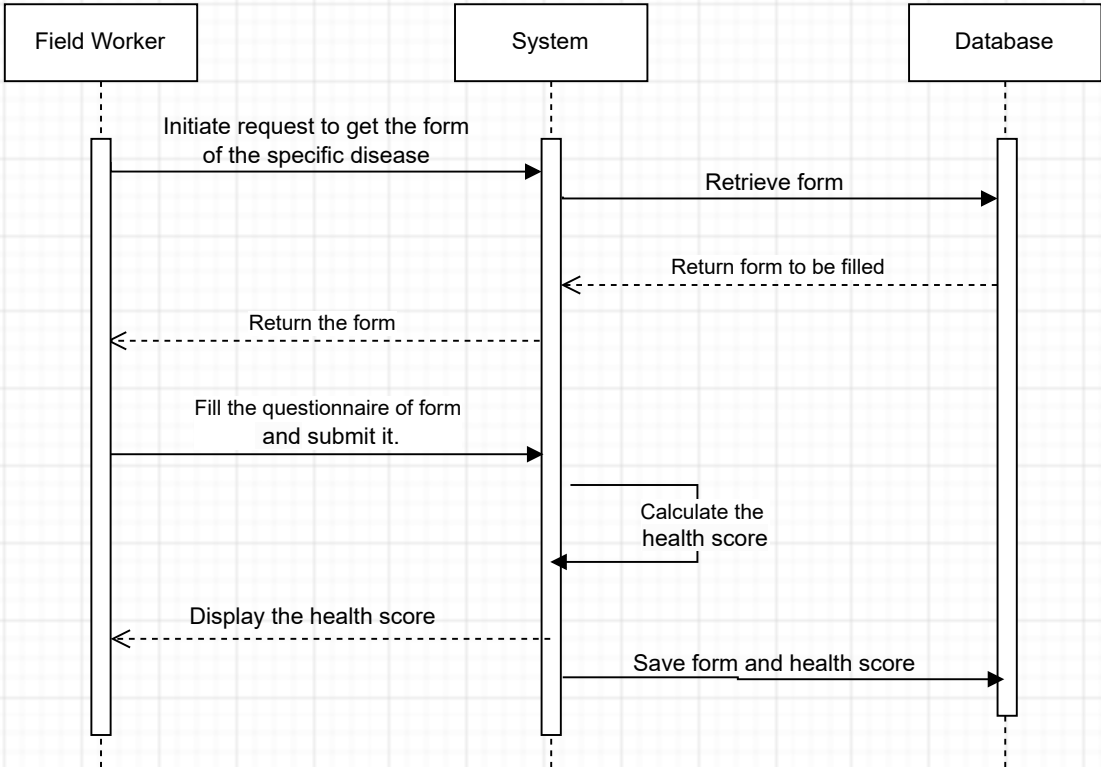 Field Worker
System
Database
Initiate request to get the form
of the specific disease
Retrieve form
Return form to be filled
Return the form
Fill the questionnaire of form
and submit it.
Calculate the
health score
Display the health score
Save form and health score